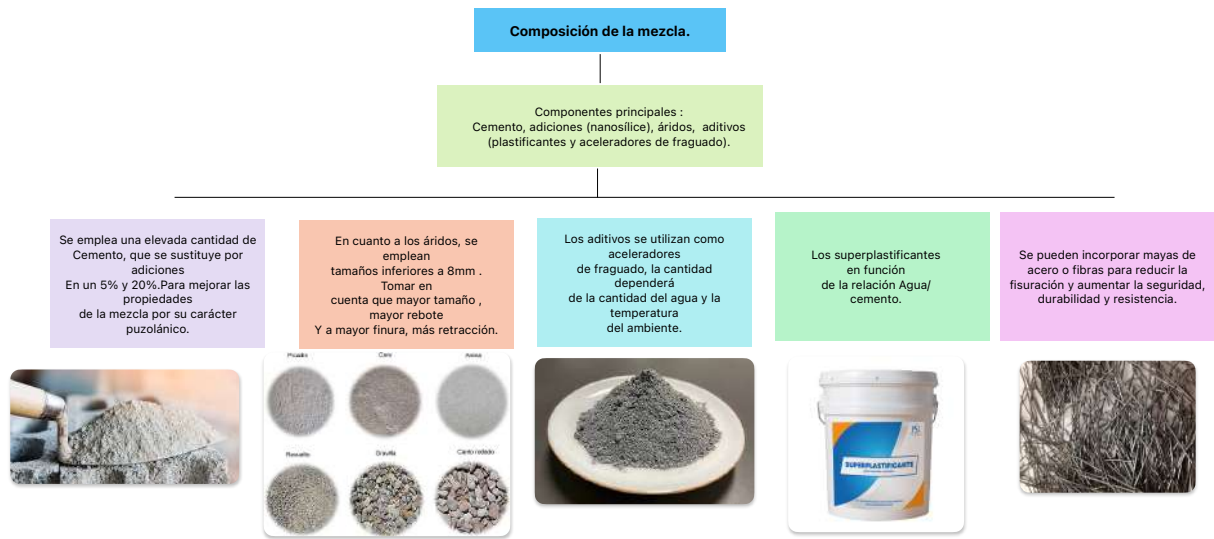 Composición de la mezcla.
Componentes principales :
Cemento, adiciones (nanosílice), áridos, aditivos
(plastificantes y aceleradores de fraguado).
Se emplea una elevada cantidad de
Cemento, que se sustituye por
adiciones
En un 5% y 20%.Para mejorar las
propiedades
de la mezcla por su carácter
puzolánico.
En cuanto a los áridos, se
emplean
tamaños inferiores a 8mm .
Tomar en
cuenta que mayor tamaño ,
mayor rebote
Y a mayor finura, más retracción.
Los aditivos se utilizan como
aceleradores
de fraguado, la cantidad
dependerá
de la cantidad del agua y la
temperatura
del ambiente.
Los superplastificantes
en función
de la relación Agua/
cemento.
Se pueden incorporar mayas de
acero o fibras para reducir la
fisuración y aumentar la seguridad,
durabilidad y resistencia.
Arena
Gravilla
Canto rodado
SUPERPLASTIFICANTE